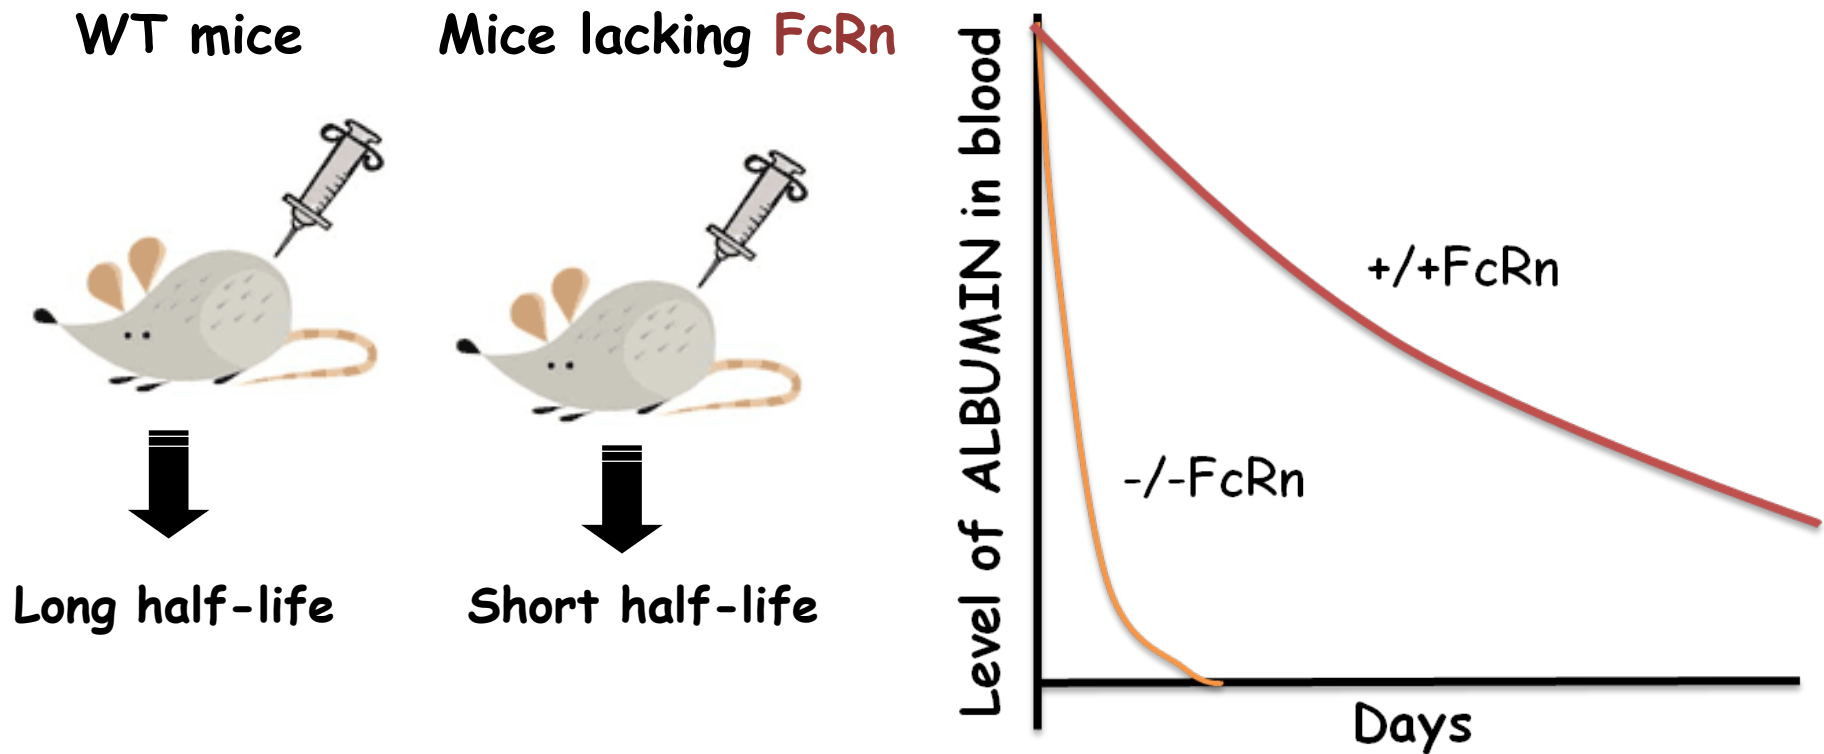 WT mice
Mice lacking FcRn
Long half-life
Short half-life
Level of ALBUMIN in blood
+/+FcRn
-/-FcRn
Days